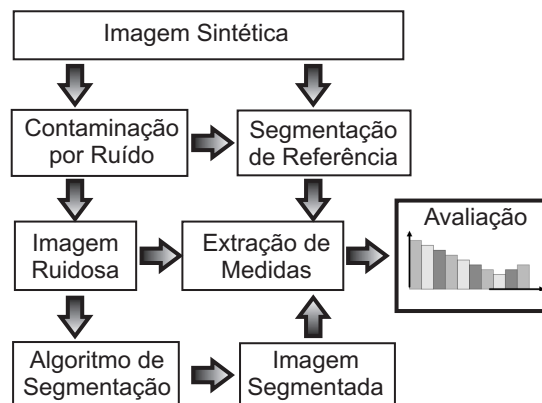 Imagem Sintética
Contaminação
por Ruído
Segmentação
de Referência
Imagem
Ruidosa
Extração de
Medidas
Avaliação
Algoritmo de
Segmentação
Imagem
Segmentada